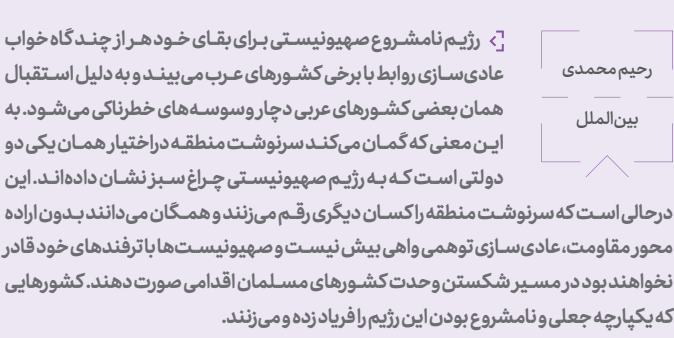 رحیم محمدی
بین‌الملل
رژیم نامشروع صهیونیستی برای بقای خود هر از چند گاه خواب
عادی‌سازی روابط با برخی کشورهای عرب می‌بیند و به دلیل استقبال
همان بعضی کشورهای عربی دچار وسوسه‌های خطرناکی می‌شود. به
این معنی که گمان می‌کند سرنوشت منطقه در اختیار همان یکی دو
دولتی است که به رژیم صهیونیستی چراغ سبز نشان داده‌اند. این
درحالی است که سرنوشت منطقه را کسان دیگری رقم می‌زنند و همگان می‌دانند بدون اراده
محور مقاومت، عادی‌سازی توهمی واهی بیش نیست و صهیونیست‌ها با ترفندهای خود قادر
نخواهند بود در مسیر شکستن وحدت کشورهای مسلمان اقدامی صورت دهند. کشورهایی
که یکپارچه جعلی و نامشروع بودن این رژیم را فریاد زده و می‌زنند.